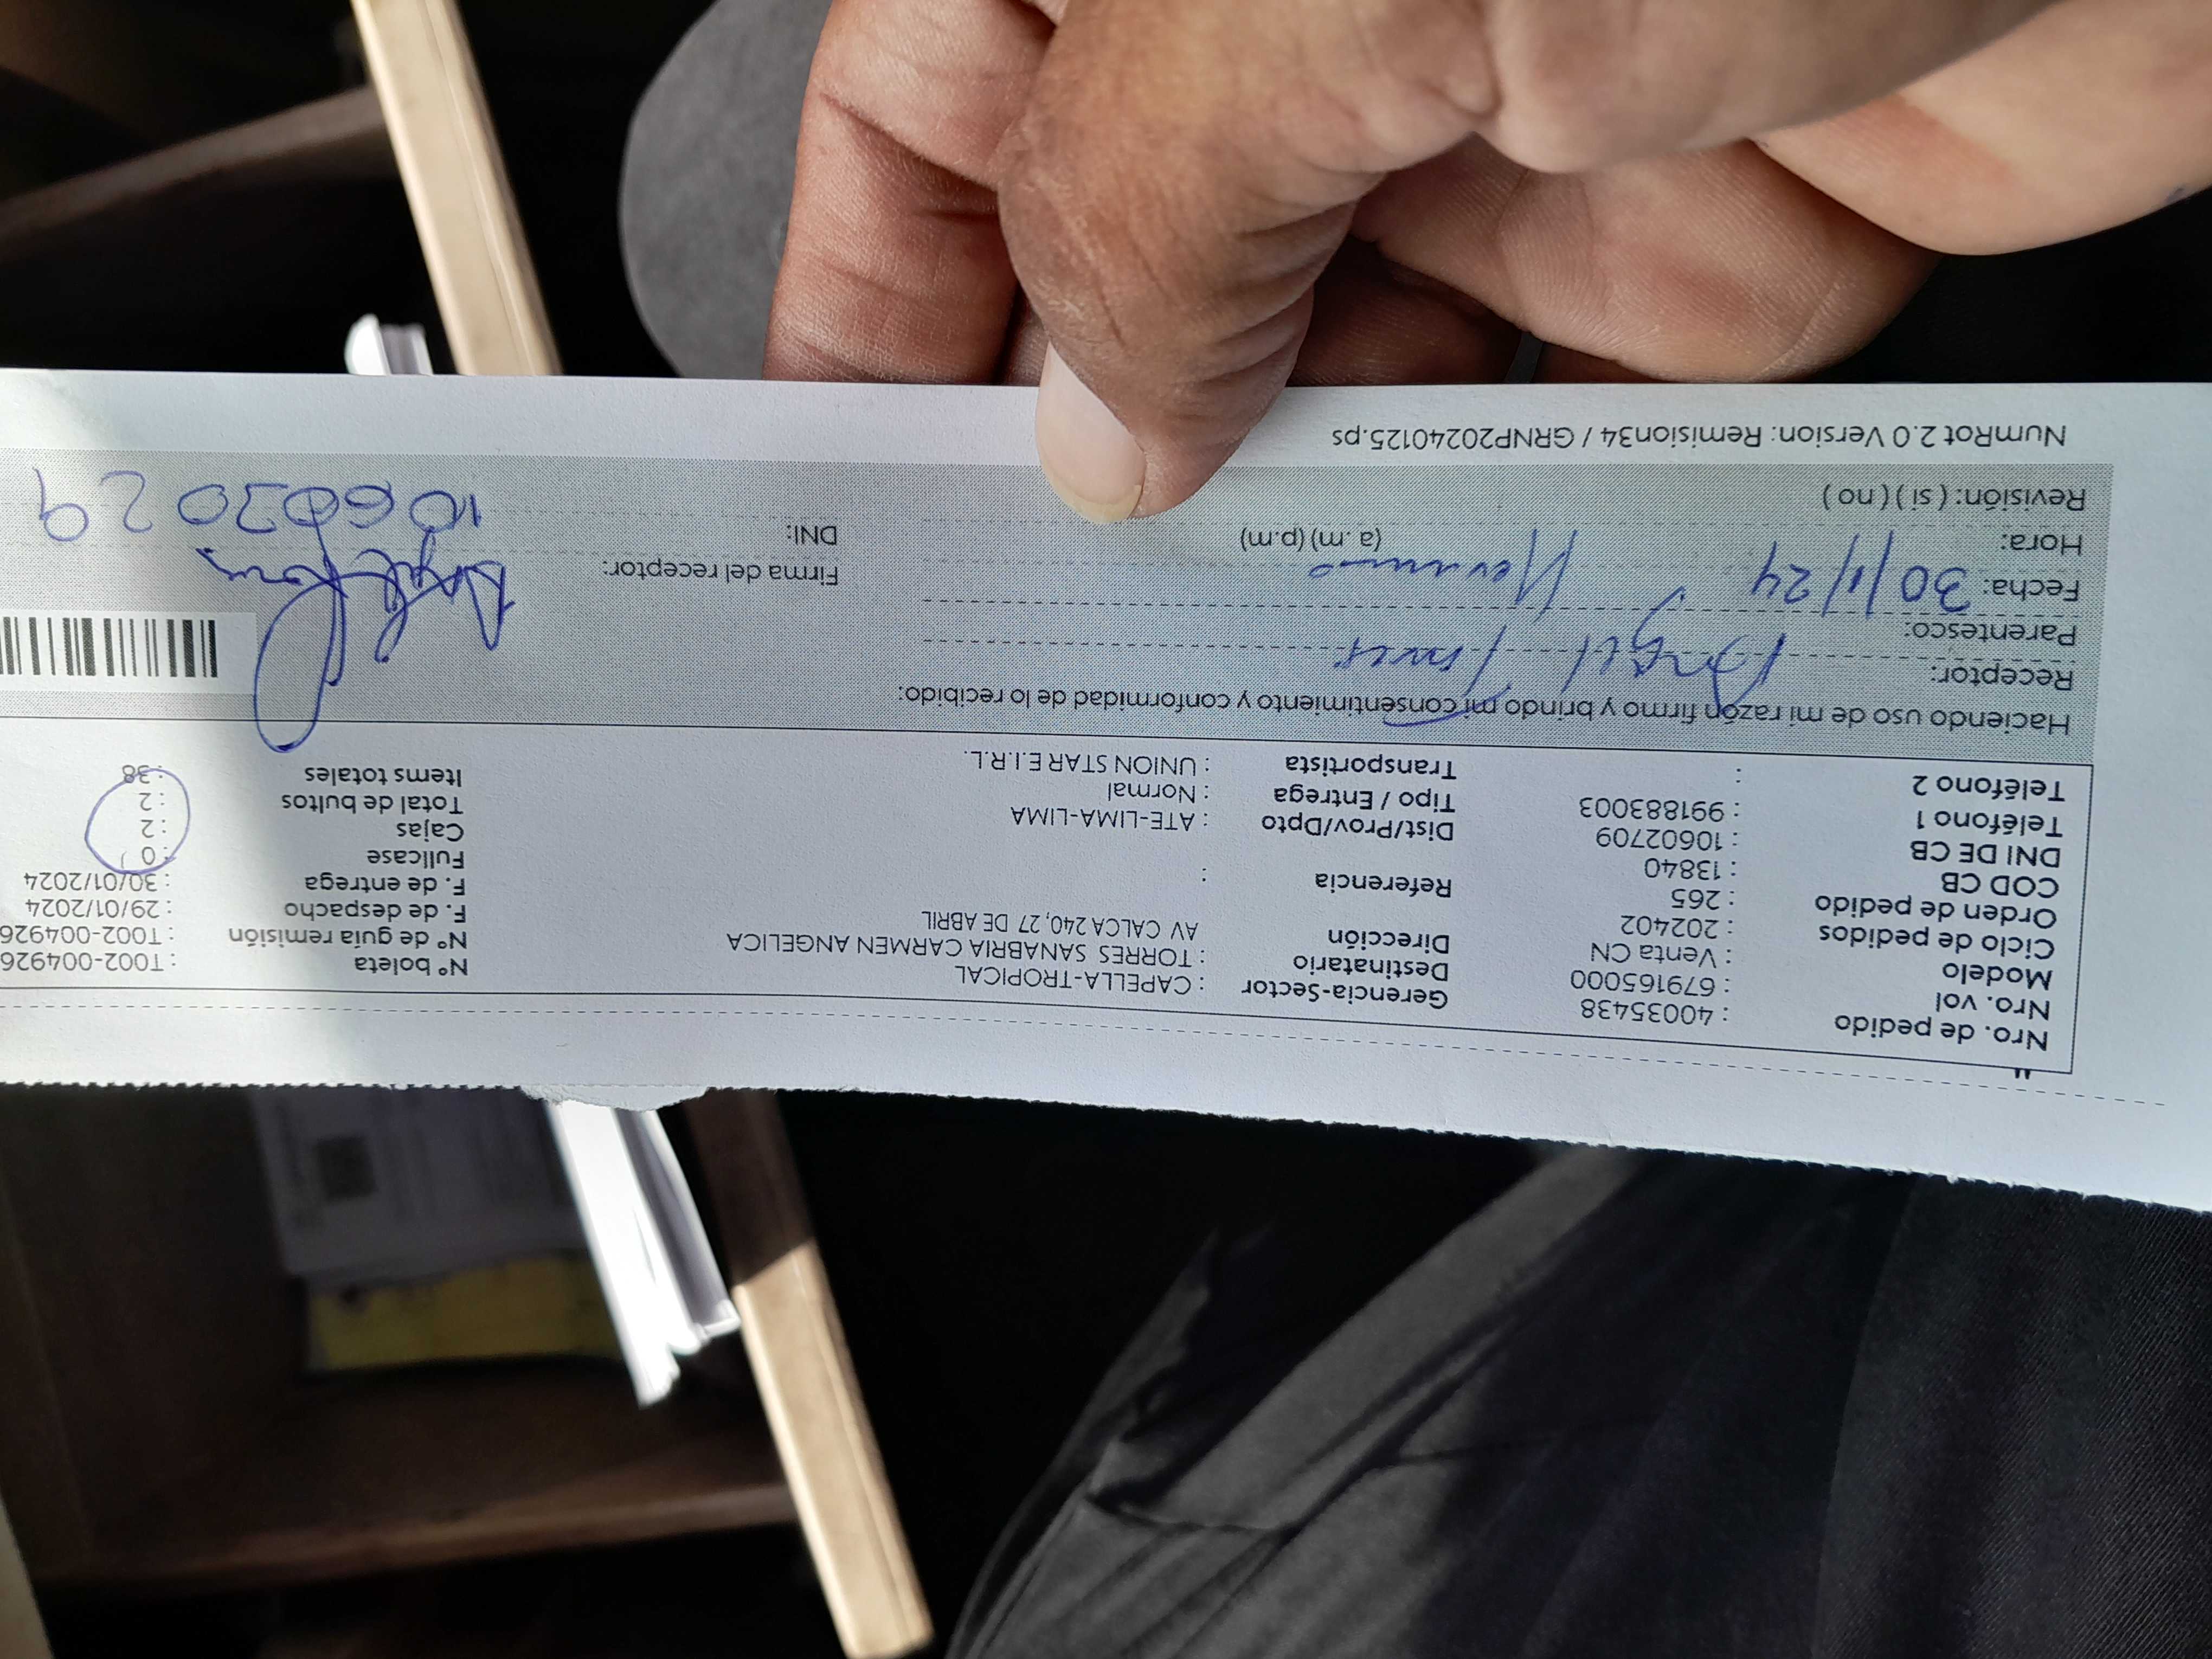 Nro. de pedido : 40035438 Gerencia-Sector : CAPELLA-TROPICAL N° boleta : T002-004926
Nro. vol : 679165000 Destinatario : TORRES SANABRIA CARMEN ANGELICA N° de guía remisión : T002-004926
Modelo : Venta CN Dirección AV CALCA 240, 27 DE ABRIL F. de despacho : 29/01/2024
Ciclo de pedidos : 202402 Referencia : F. de entrega : 30/01/2024
Orden de pedido : 265 Dist/Prov/Dpto : ATE-LIMA-LIMA Fullcase : 0
COD CB : 13840 Tipo / Entrega : Normal Cajas : 2
DNI DE CB : 10602709 Transportista : UNION STAR E.I.R.L. Total de bultos : 2
Teléfono 1 : 991883003 Items totales : 38
Teléfono 2 :
Haciendo uso de mi razón firmo y brindo mi consentimiento y conformidad de lo recibido:
Receptor: Angel Torres
Parentesco: Hermano
Fecha: 30/1/24 Firma del receptor:
Hora: (a.m) (p.m) DNI: 10603029
Revisión: ( si ) ( no )
NumRot 2.0 Version: Remision34 / GRNP20240125.ps